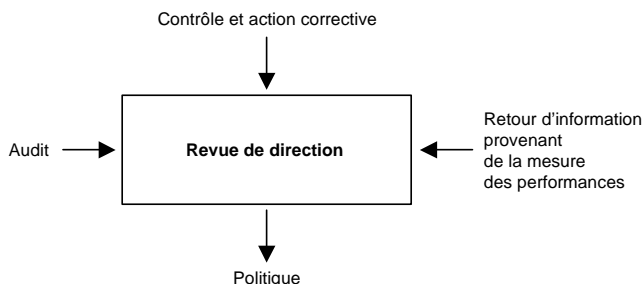 Contrôle et action corrective
Audit
Revue de direction
Retour d'information
provenant
de la mesure
des performances
Politique